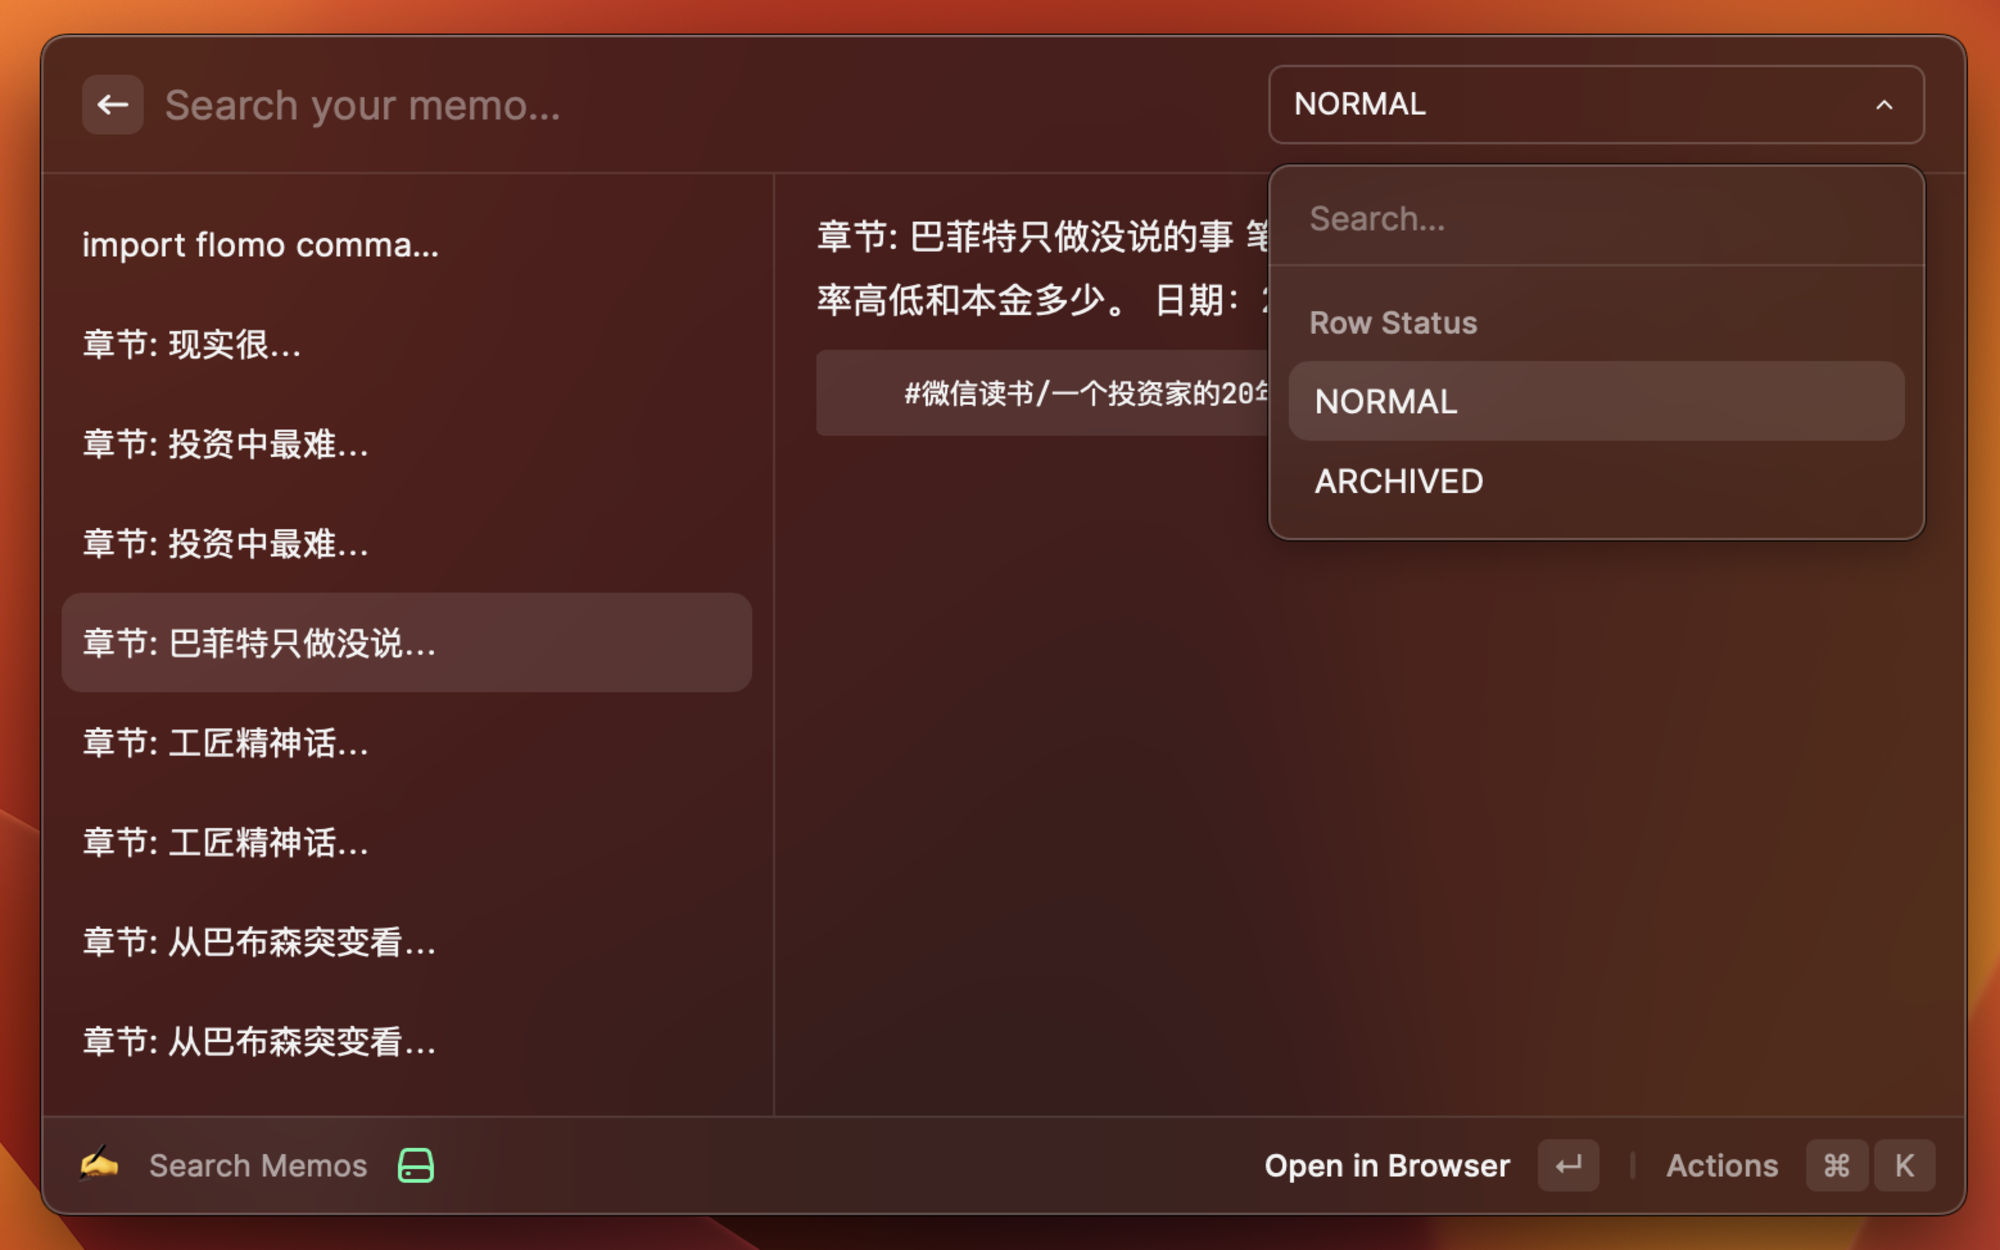 Search your memo...
NORMAL
import flomo comma...
章节: 现实很...
章节: 投资中最难...
章节: 投资中最难...
章节: 巴菲特只做没说...
章节: 工匠精神话...
章节: 工匠精神话...
章节: 从巴布森突变看...
章节: 从巴布森突变看...
章节: 巴菲特只做没说的事
率高低和本金多少。 日期:
#微信读书/一个投资家的20
Search...
Row Status
NORMAL
ARCHIVED
Search Memos
Open in Browser
Actions ⌘ K